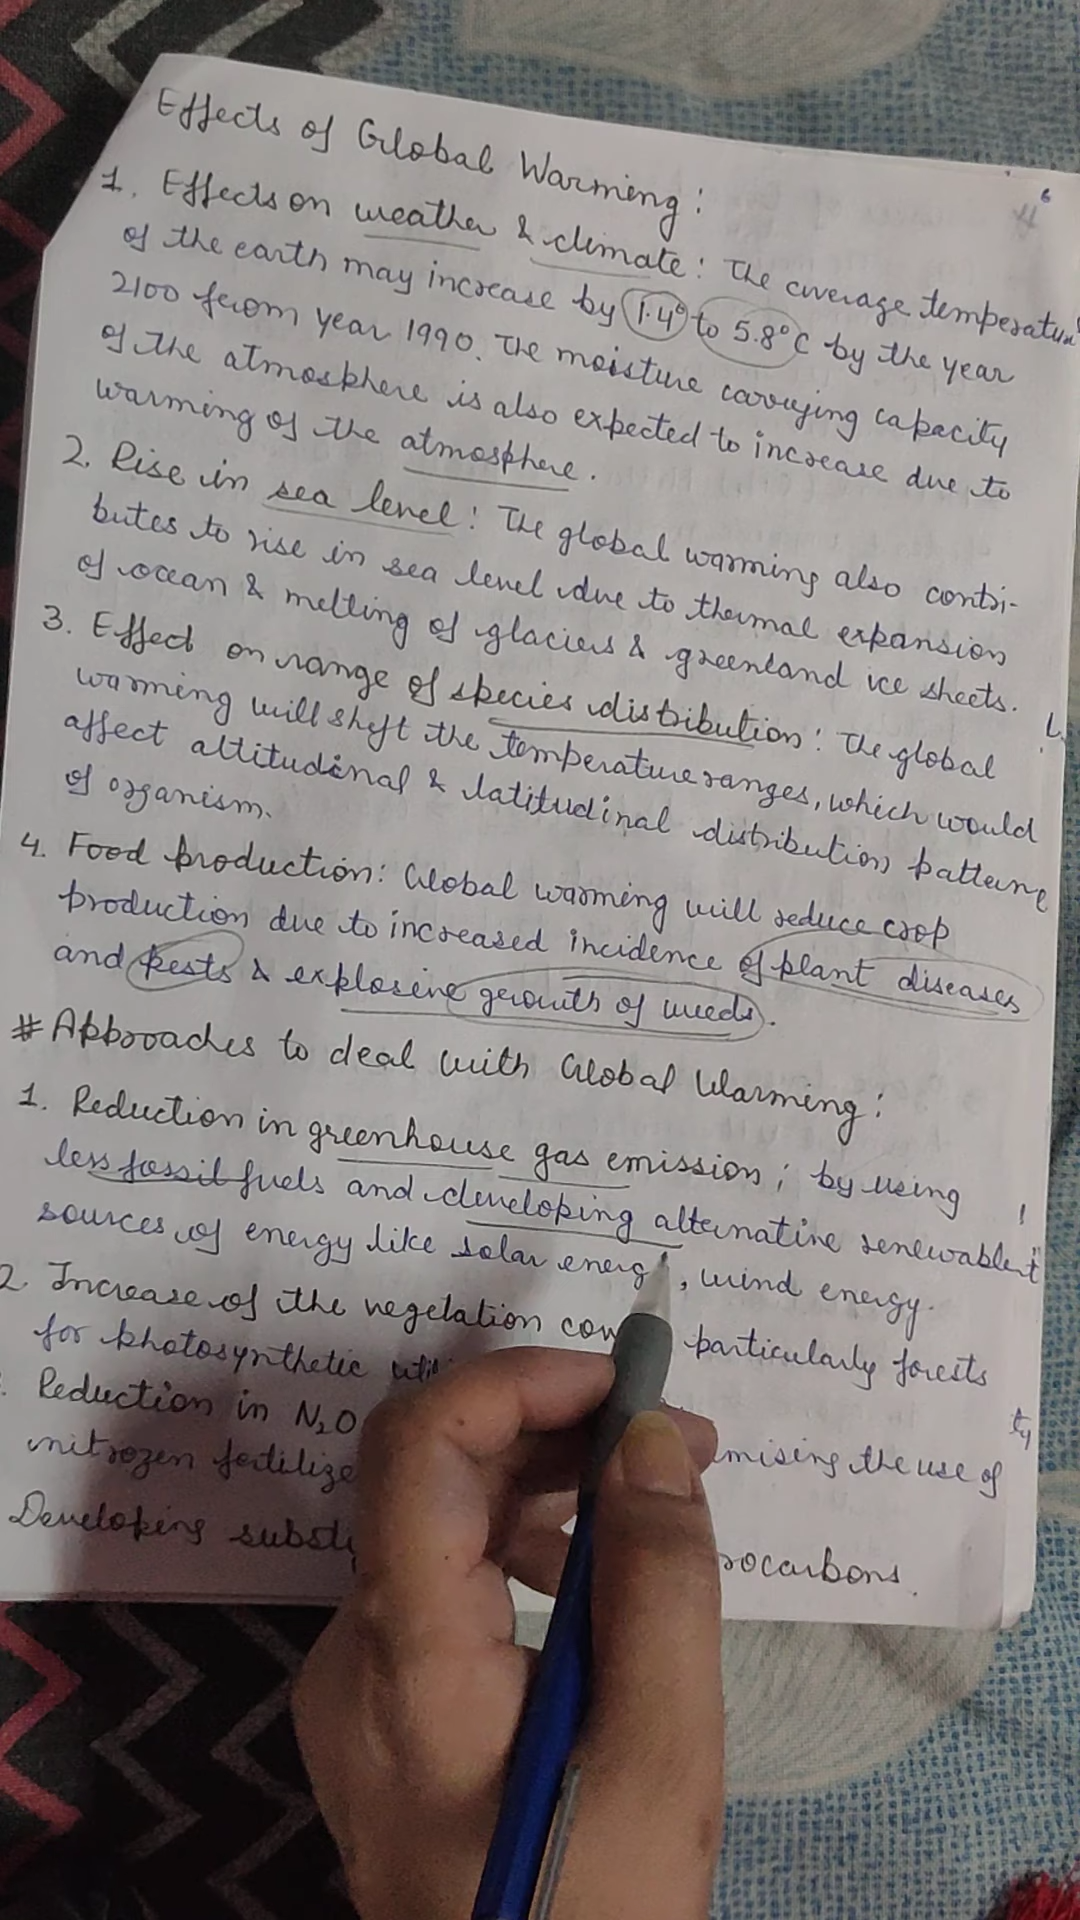 Effects of Global Warming:
1. Effects on weather & climate: The average temperature
of the earth may increase by 1.4° to 5.8°C by the year
2100 from year 1990. The moisture carrying capacity
of the atmosphere is also expected to increase due to
warming of the atmosphere.
2. Rise in sea level: The global warming also contri-
butes to rise in sea level due to thermal expansion
of ocean & melting of glaciers & greenland ice sheets.
3. Effect on range of species distribution: The global
warming will shift the temperature ranges, which would
affect altitudinal & latitudinal distribution pattern
of organism.
4. Food production: Global warming will reduce crop
production due to increased incidence of plant diseases
and pests & explosive growth of weeds.
# Approaches to deal with Global Warming:
1. Reduction in greenhouse gas emission; by using
less fossil fuels and developing alternative renewable
sources of energy like solar energy, wind energy.
2 Increase of the vegetation particularly forests
for photosynthetic
Reduction in N2O mising the use of
nitrozen fertilize
Developing rocarbons.